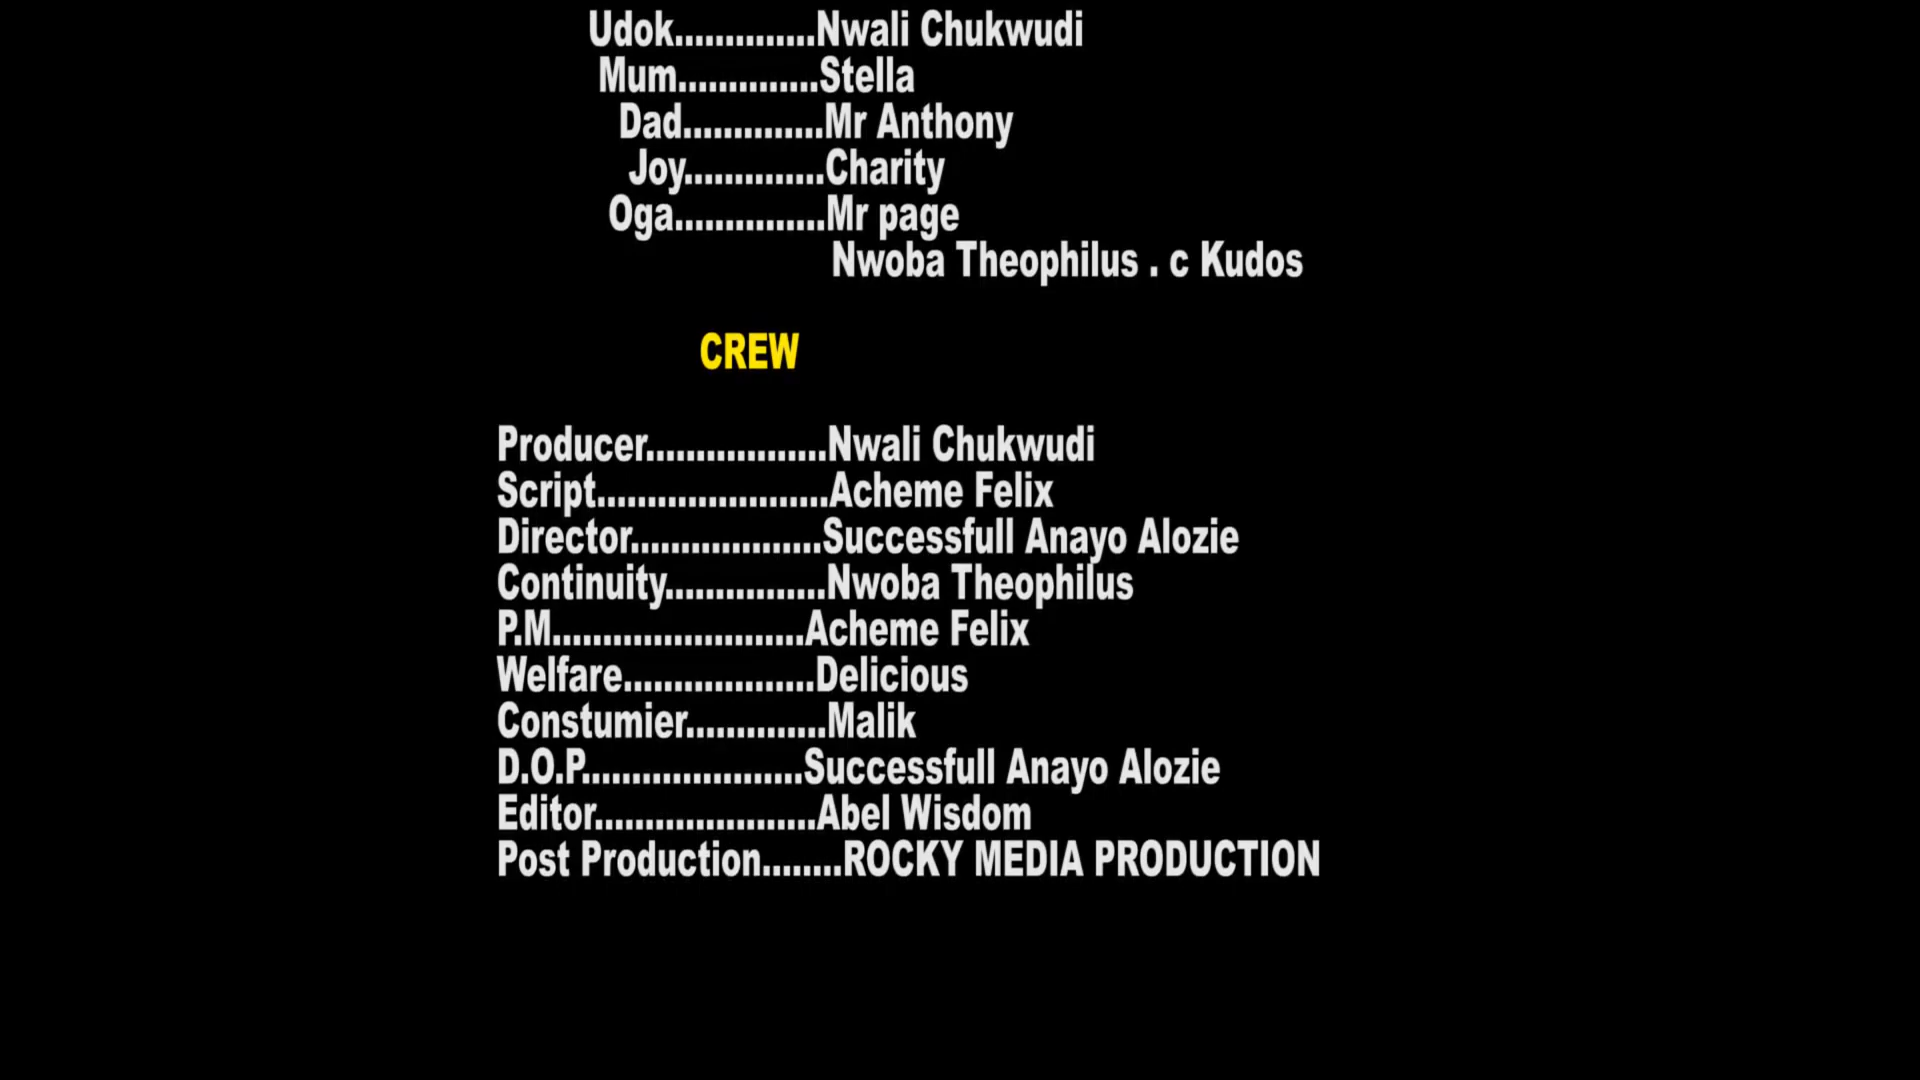 Udok..............Nwali Chukwudi
Mum..............Stella
Dad..............Mr Anthony
Joy..............Charity
Oga...............Mr page
Nwoba Theophilus . c Kudos
CREW
Producer..................Nwali Chukwudi
Script.......................Acheme Felix
Director...................Successfull Anayo Alozie
Continuity................Nwoba Theophilus
P.M.........................Acheme Felix
Welfare...................Delicious
Constumier..............Malik
D.O.P......................Successfull Anayo Alozie
Editor......................Abel Wisdom
Post Production........ROCKY MEDIA PRODUCTION